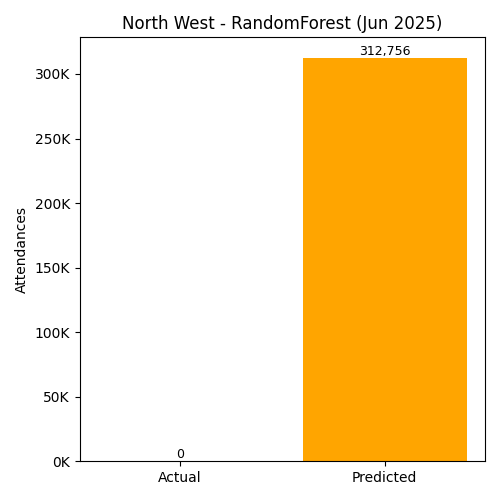 North West - RandomForest (Jun 2025)
312,756
300K
250K
200K
150K
100K
50K
0K
Attendances
0
Actual
Predicted